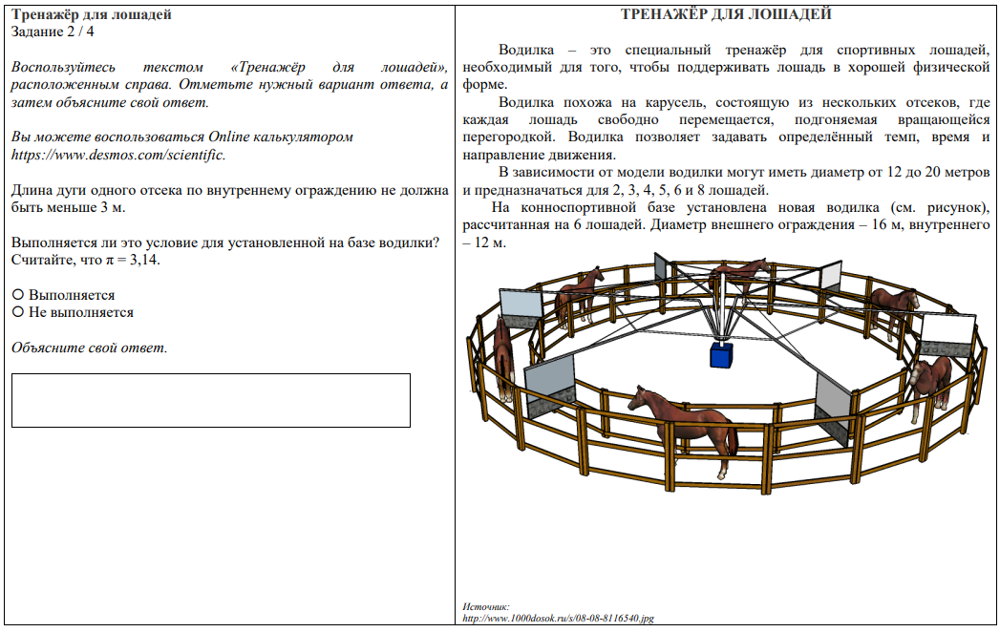 Тренажёр для лошадей
Задание 2 / 4
Воспользуйтесь текстом «Тренажёр для лошадей»,
расположенным справа. Отметьте нужный вариант ответа, а
затем объясните свой ответ.
Вы можете воспользоваться Online калькулятором
https://www.desmos.com/scientific.
Длина дуги одного отсека по внутреннему ограждению не должна
быть меньше 3 м.
Выполняется ли это условие для установленной на базе водилки?
Считайте, что π = 3,14.
Выполняется
Не выполняется
Объясните свой ответ.
ТРЕНАЖЁР ДЛЯ ЛОШАДЕЙ
Водилка – это специальный тренажёр для спортивных лошадей,
необходимый для того, чтобы поддерживать лошадь в хорошей физической
форме.
Водилка похожа на карусель, состоящую из нескольких отсеков, где
каждая лошадь свободно перемещается, подгоняемая вращающейся
перегородкой. Водилка позволяет задавать определённый темп, время и
направление движения.
В зависимости от модели водилки могут иметь диаметр от 12 до 20 метров
и предназначаться для 2, 3, 4, 5, 6 и 8 лошадей.
На конноспортивной базе установлена новая водилка (см. рисунок),
рассчитанная на 6 лошадей. Диаметр внешнего ограждения – 16 м, внутреннего
– 12 м.
Источник:
http://www.1000dosok.ru/s/08-08-8116540.jpg